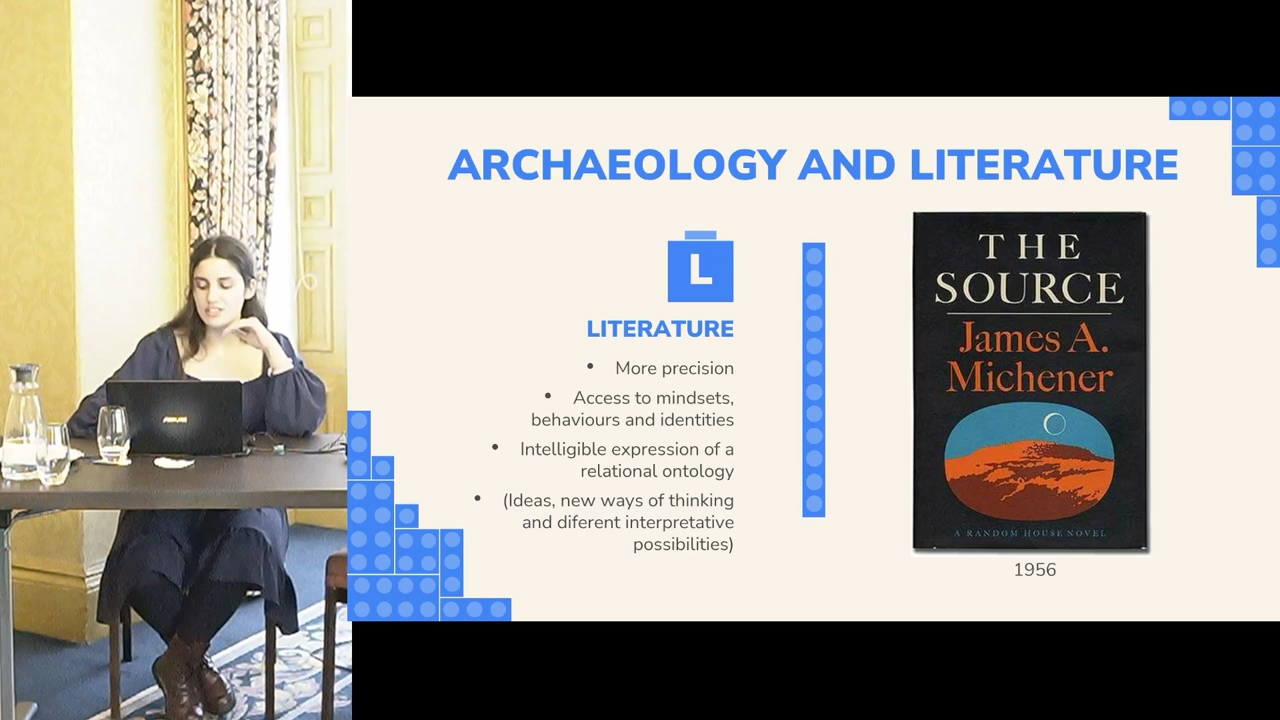 ARCHAEOLOGY AND LITERATURE
L
LITERATURE
• More precision
• Access to mindsets,
behaviours and identities
• Intelligible expression of a
relational ontology
• (Ideas, new ways of thinking
and diferent interpretative
possibilities)
THE
SOURCE
James A.
Michener
A RANDOM HOUSE NOVEL
1956